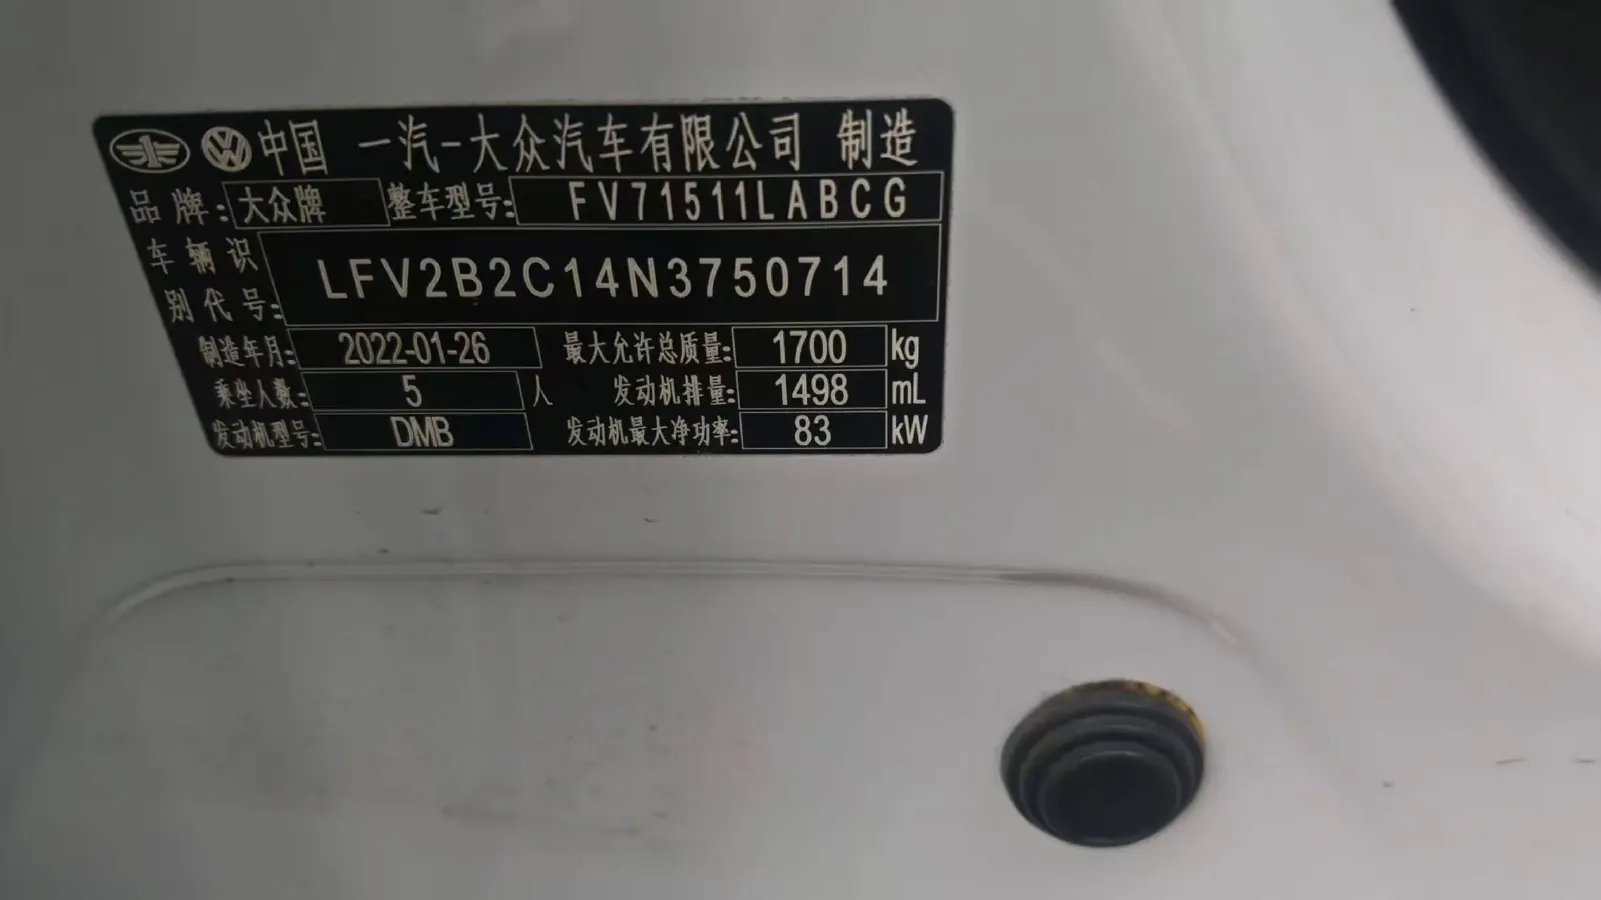 中国 一汽-大众汽车有限公司 制造
品牌: 大众牌 整车型号: FV71511LABCG
车辆识别代号: LFV2B2C14N3750714
制造年月: 2022-01-26 最大允许总质量: 1700 kg
乘坐人数: 5 人 发动机排量: 1498 mL
发动机型号: DMB 发动机最大净功率: 83 kW